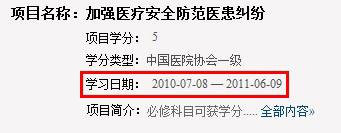 项目名称：加强医疗安全防范医患纠纷
项目学分： 5
学分类型：中国医院协会一级
学习日期： 2010-07-08 — 2011-06-09
项目简介：必修科目可获学分..... 全部内容»